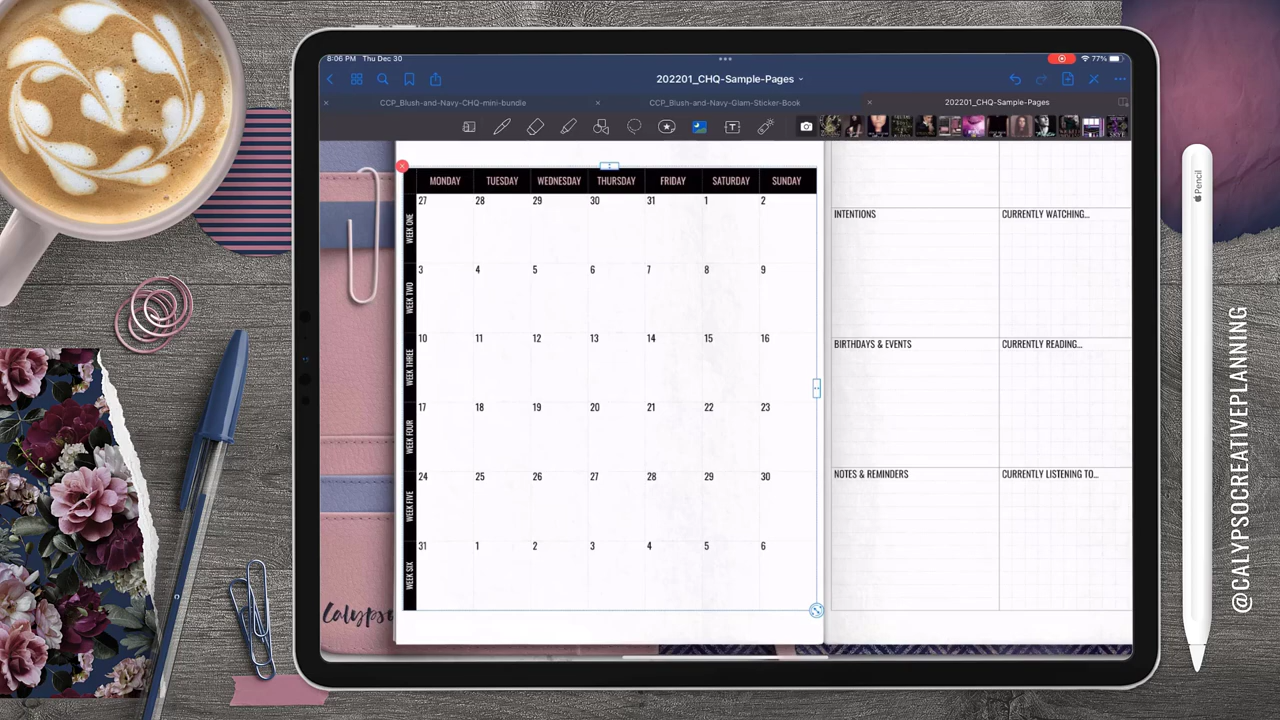 8:06 PM Thu Dec 30
77%
202201_CHQ-Sample-Pages
CCP_Blush-and-Navy-CHQ-mini-bundle
CCP_Blush-and-Navy-Glam-Sticker-Book
202201_CHQ-Sample-Pages
MONDAY TUESDAY WEDNESDAY THURSDAY FRIDAY SATURDAY SUNDAY
WEEK ONE
27 28 29 30 31 1 2
WEEK TWO
3 4 5 6 7 8 9
WEEK THREE
10 11 12 13 14 15 16
WEEK FOUR
17 18 19 20 21 22 23
WEEK FIVE
24 25 26 27 28 29 30
WEEK SIX
31 1 2 3 4 5 6
INTENTIONS
CURRENTLY WATCHING...
BIRTHDAYS & EVENTS
CURRENTLY READING...
NOTES & REMINDERS
CURRENTLY LISTENING TO...
Calypso
Pencil
@CALYPSOCREATIVEPLANNING